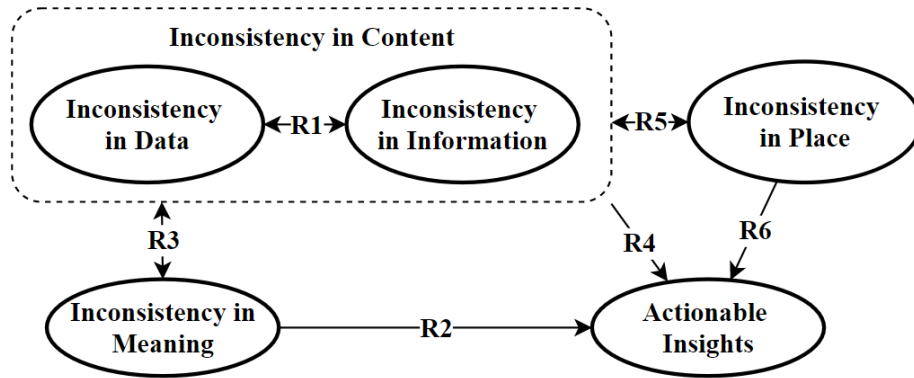 Inconsistency in Content
Inconsistency
in Data
R1
Inconsistency
in Information
R5
Inconsistency
in Place
R3
R4
R6
Inconsistency in
Meaning
R2
Actionable
Insights